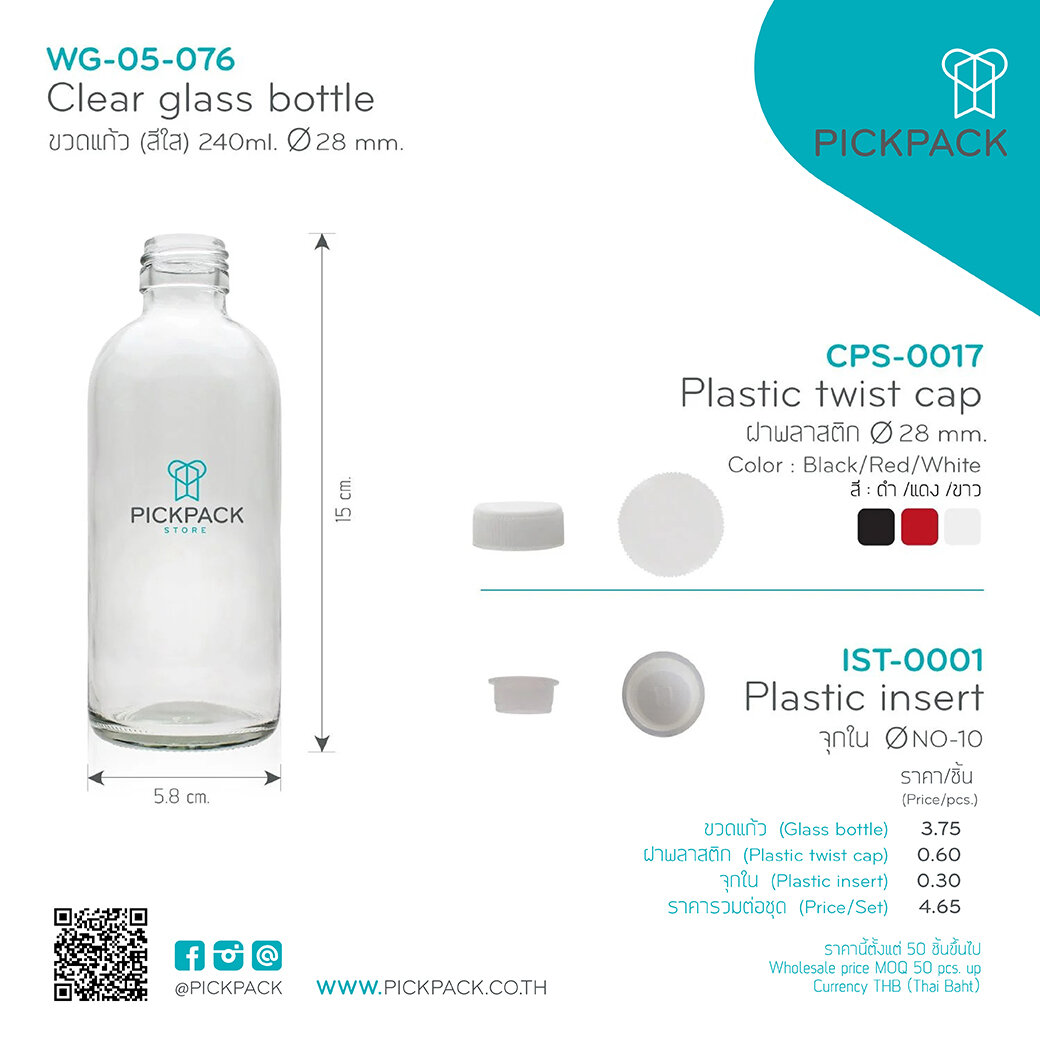 WG-05-076
Clear glass bottle
ขวดแก้ว (สีใส) 240ml. Ø 28 mm.
PICKPACK
PICKPACK
STORE
15 cm.
5.8 cm.
CPS-0017
Plastic twist cap
ฝาพลาสติก Ø 28 mm.
Color : Black/Red/White
สี : ดำ /แดง /ขาว
IST-0001
Plastic insert
จุกใน Ø NO-10
ราคา/ชิ้น
(Price/pcs.)
ขวดแก้ว (Glass bottle) 3.75
ฝาพลาสติก (Plastic twist cap) 0.60
จุกใน (Plastic insert) 0.30
ราคารวมต่อชุด (Price/Set) 4.65
ราคานี้ตั้งแต่ 50 ชิ้นขึ้นไป
Wholesale price MOQ 50 pcs. up
Currency THB (Thai Baht)
@PICKPACK
WWW.PICKPACK.CO.TH